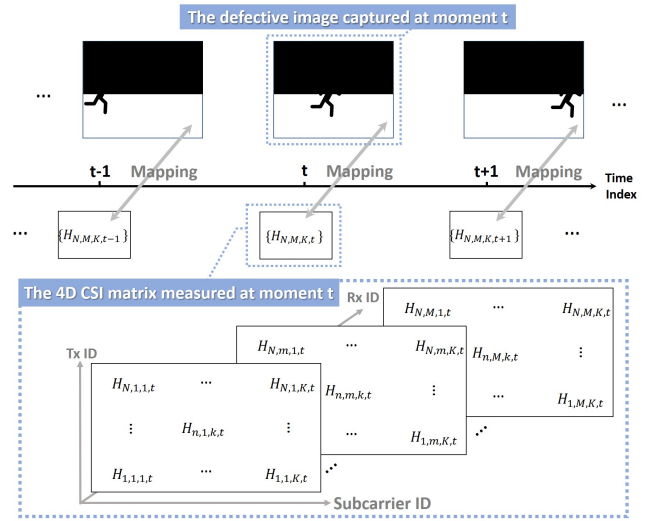 The defective image captured at moment t
... ...
t-1 Mapping t Mapping t+1 Mapping Time
Index
... {H_{N,M,K,t-1}} {H_{N,M,K,t}} {H_{N,M,K,t+1}} ...
The 4D CSI matrix measured at moment t
Rx ID
Tx ID
H_{N,M,1,t} ... H_{N,M,K,t}
H_{n,M,k,t} ⋮
... H_{1,M,K,t}
H_{N,m,1,t} ... H_{N,m,K,t}
H_{n,m,k,t} ⋮
... H_{1,m,K,t}
H_{N,1,1,t} ... H_{N,1,K,t}
⋮ H_{n,1,k,t} ⋮
H_{1,1,1,t} ... H_{1,1,K,t}
... ...
Subcarrier ID